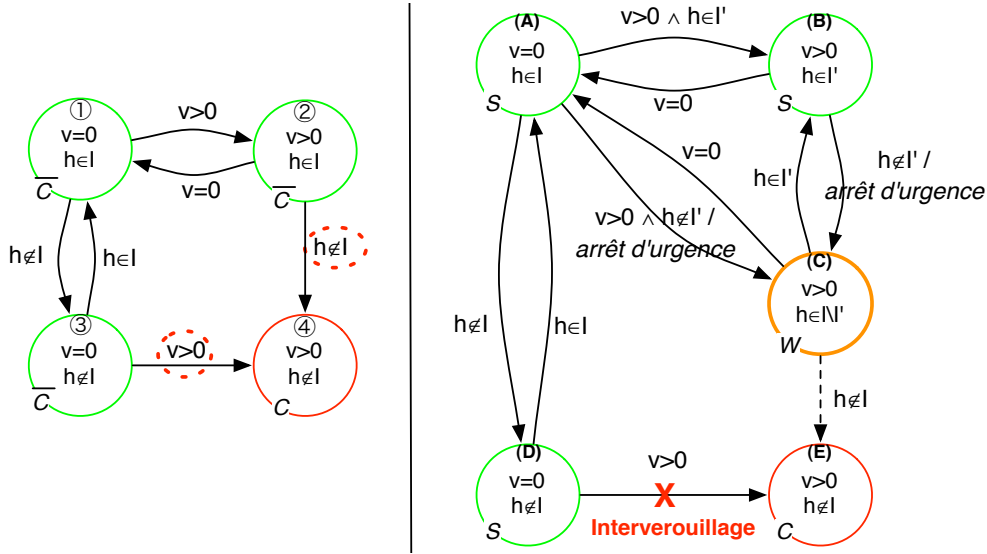 ①
v=0
h∈I
C
v>0
v=0
②
v>0
h∈I
C
h∉I
h∈I
h∉I
③
v=0
h∉I
C
v>0
④
v>0
h∉I
C
(A)
v=0
h∈I
S
v>0 ∧ h∈I'
v=0
(B)
v>0
h∈I'
S
v=0
h∈I'
h∉I' /
arrêt d'urgence
v>0 ∧ h∉I' /
arrêt d'urgence
(C)
v>0
h∈I\I'
W
h∉I
h∈I
h∉I
(D)
v=0
h∉I
S
v>0
X
Interverouillage
(E)
v>0
h∉I
C